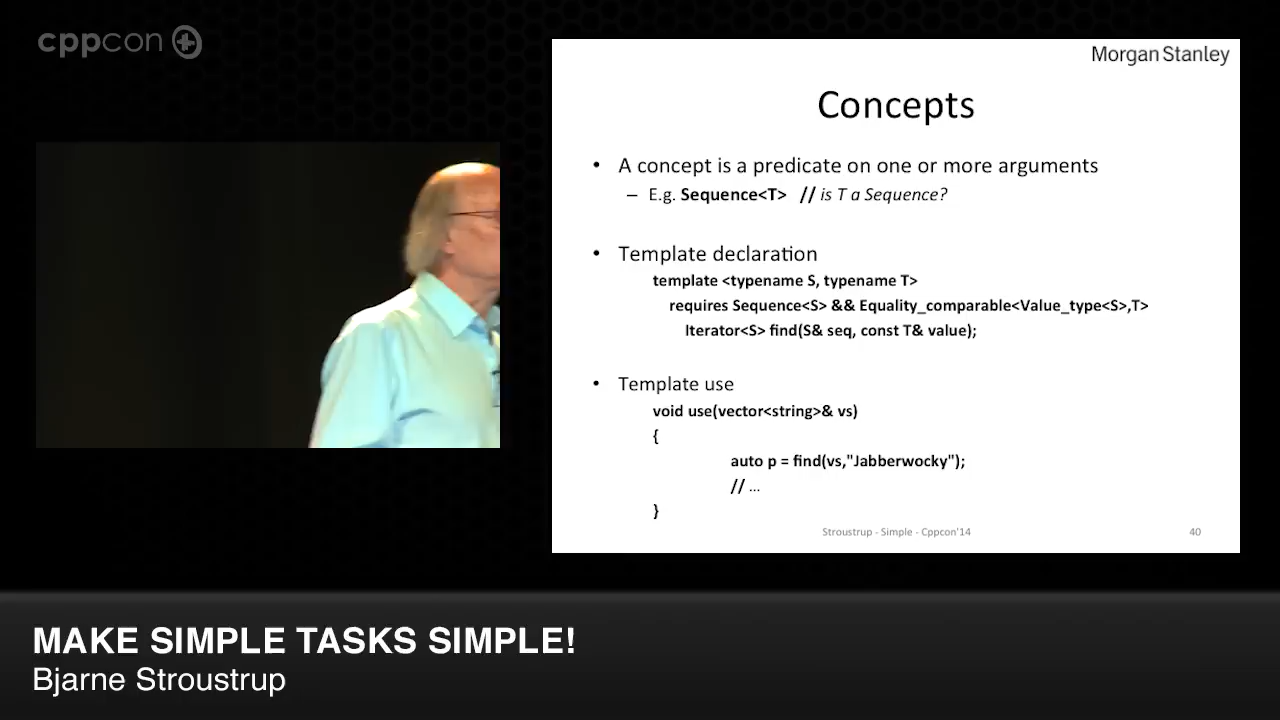 cppcon
Morgan Stanley
Concepts
• A concept is a predicate on one or more arguments
– E.g. Sequence<T> // is T a Sequence?
• Template declaration
template <typename S, typename T>
requires Sequence<S> && Equality_comparable<Value_type<S>,T>
Iterator<S> find(S& seq, const T& value);
• Template use
void use(vector<string>& vs)
{
auto p = find(vs,"Jabberwocky");
// ...
}
Stroustrup - Simple - Cppcon'14
40
MAKE SIMPLE TASKS SIMPLE!
Bjarne Stroustrup